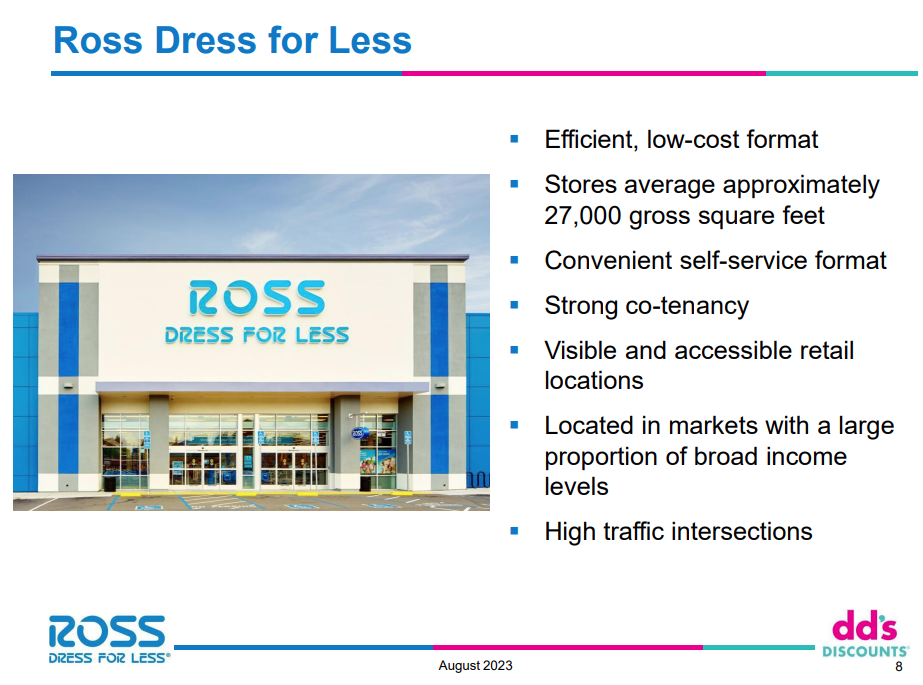 Ross Dress for Less
Efficient, low-cost format
Stores average approximately
27,000 gross square feet
Convenient self-service format
Strong co-tenancy
Visible and accessible retail
locations
Located in markets with a large
proportion of broad income
levels
High traffic intersections
ROSS
DRESS FOR LESS
ROSS
ROSS
DRESS FOR LESS®
August 2023
dd's
DISCOUNTS
8